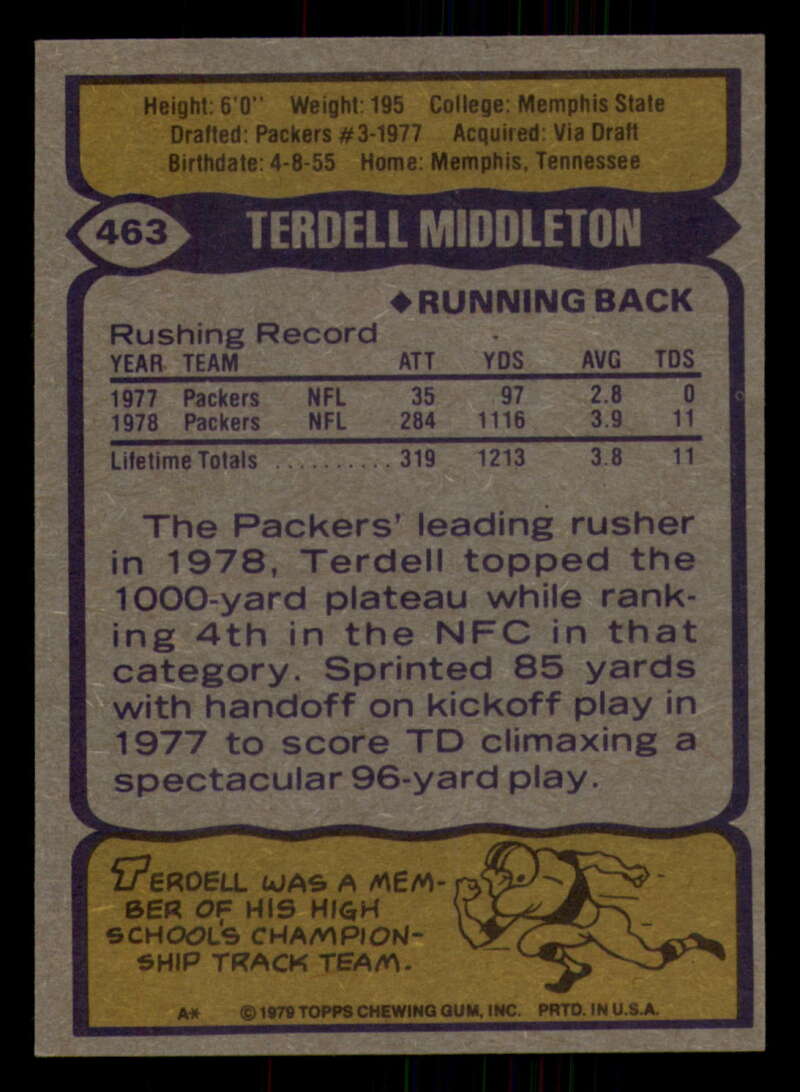 Height: 6'0" Weight: 195 College: Memphis State
Drafted: Packers #3-1977 Acquired: Via Draft
Birthdate: 4-8-55 Home: Memphis, Tennessee
463 TERDELL MIDDLETON
◆RUNNING BACK
Rushing Record
YEAR TEAM ATT YDS AVG TDS
1977 Packers NFL 35 97 2.8 0
1978 Packers NFL 284 1116 3.9 11
Lifetime Totals .......... 319 1213 3.8 11
The Packers' leading rusher
in 1978, Terdell topped the
1000-yard plateau while rank-
ing 4th in the NFC in that
category. Sprinted 85 yards
with handoff on kickoff play in
1977 to score TD climaxing a
spectacular 96-yard play.
TERDELL WAS A MEM-
BER OF HIS HIGH
SCHOOL'S CHAMPION-
SHIP TRACK TEAM.
A* © 1979 TOPPS CHEWING GUM, INC. PRTD. IN U.S.A.